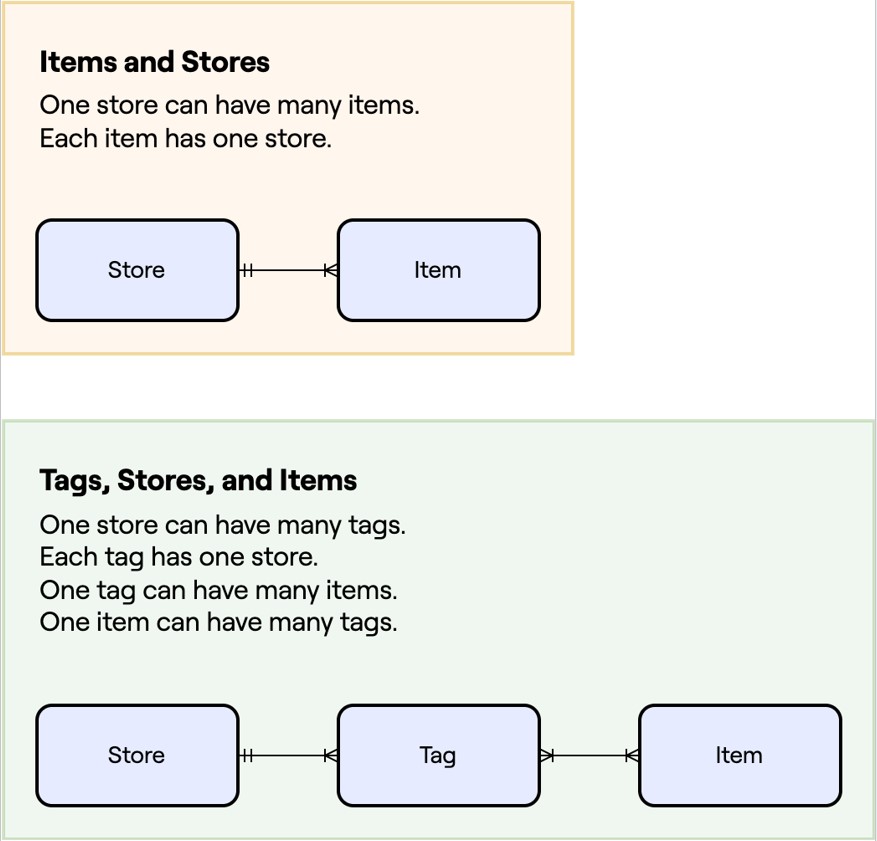 Items and Stores
One store can have many items.
Each item has one store.
Store
Item
Tags, Stores, and Items
One store can have many tags.
Each tag has one store.
One tag can have many items.
One item can have many tags.
Store
Tag
Item